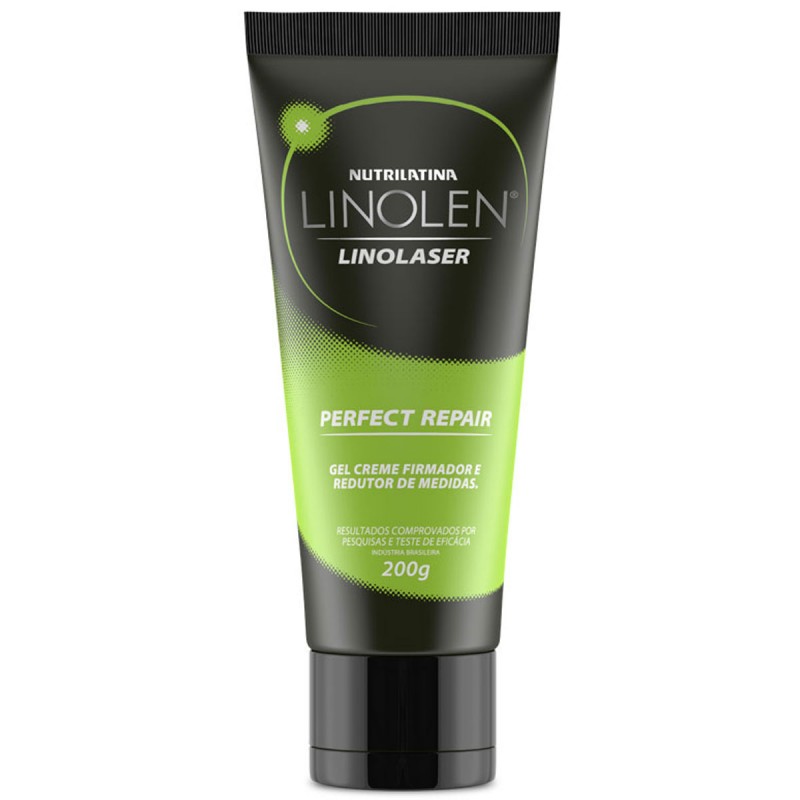 NUTRILATINA
LINOLEN®
LINOLASER
PERFECT REPAIR
GEL CREME FIRMADOR E
REDUTOR DE MEDIDAS.
RESULTADOS COMPROVADOS POR
PESQUISAS E TESTE DE EFICÁCIA
INDÚSTRIA BRASILEIRA
200g